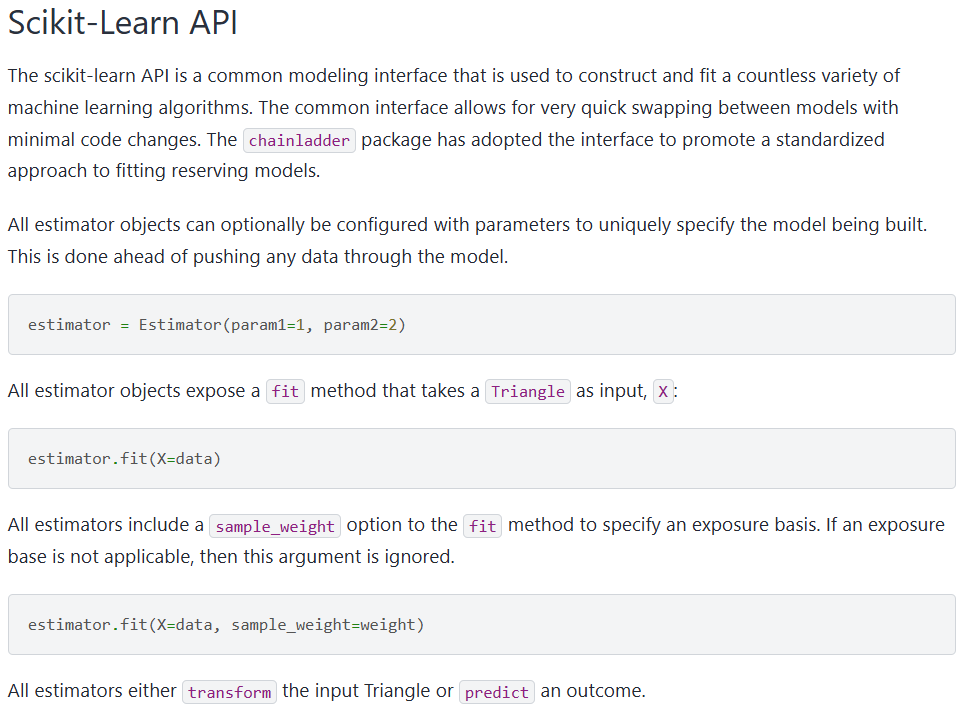 Scikit-Learn API
The scikit-learn API is a common modeling interface that is used to construct and fit a countless variety of
machine learning algorithms. The common interface allows for very quick swapping between models with
minimal code changes. The chainladder package has adopted the interface to promote a standardized
approach to fitting reserving models.
All estimator objects can optionally be configured with parameters to uniquely specify the model being built.
This is done ahead of pushing any data through the model.
estimator = Estimator(param1=1, param2=2)
All estimator objects expose a fit method that takes a Triangle as input, X:
estimator.fit(X=data)
All estimators include a sample_weight option to the fit method to specify an exposure basis. If an exposure
base is not applicable, then this argument is ignored.
estimator.fit(X=data, sample_weight=weight)
All estimators either transform the input Triangle or predict an outcome.